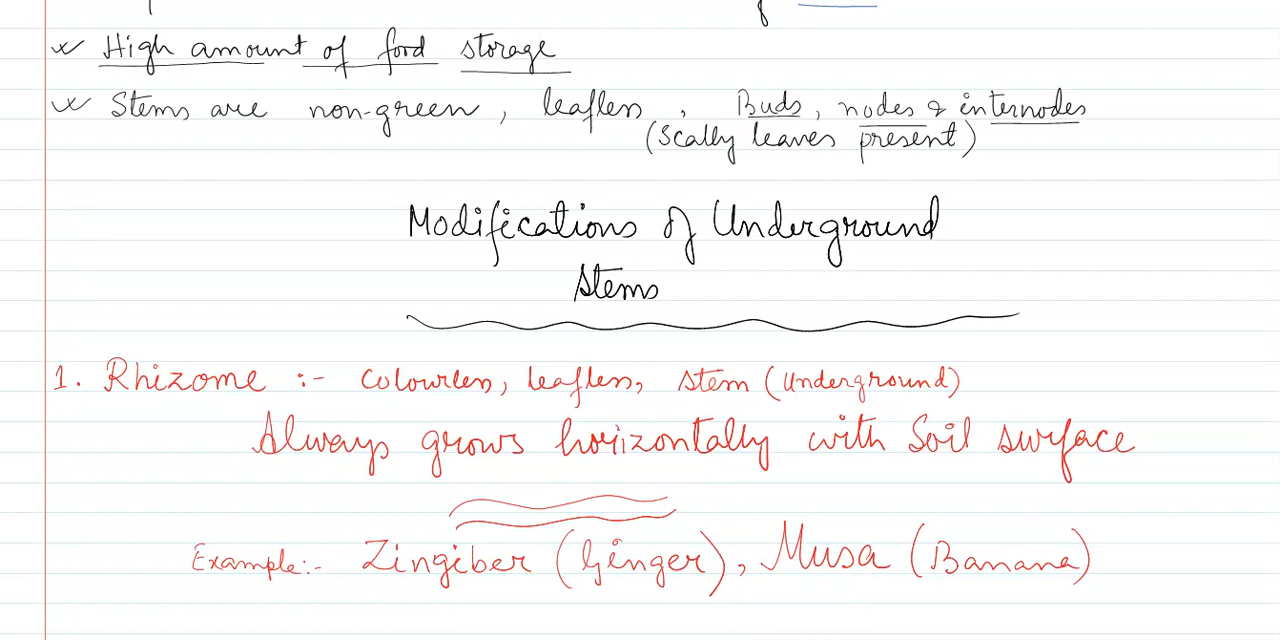 * High amount of food storage
* Stems are non-green, leafless, Buds, nodes & internodes
(Scally leaves present)
Modifications of Underground
Stems
1. Rhizome :- Colourless, leafless, stem (Underground)
Always grows horizontally with Soil surface
Example:- Zingiber (Ginger), Musa (Banana)